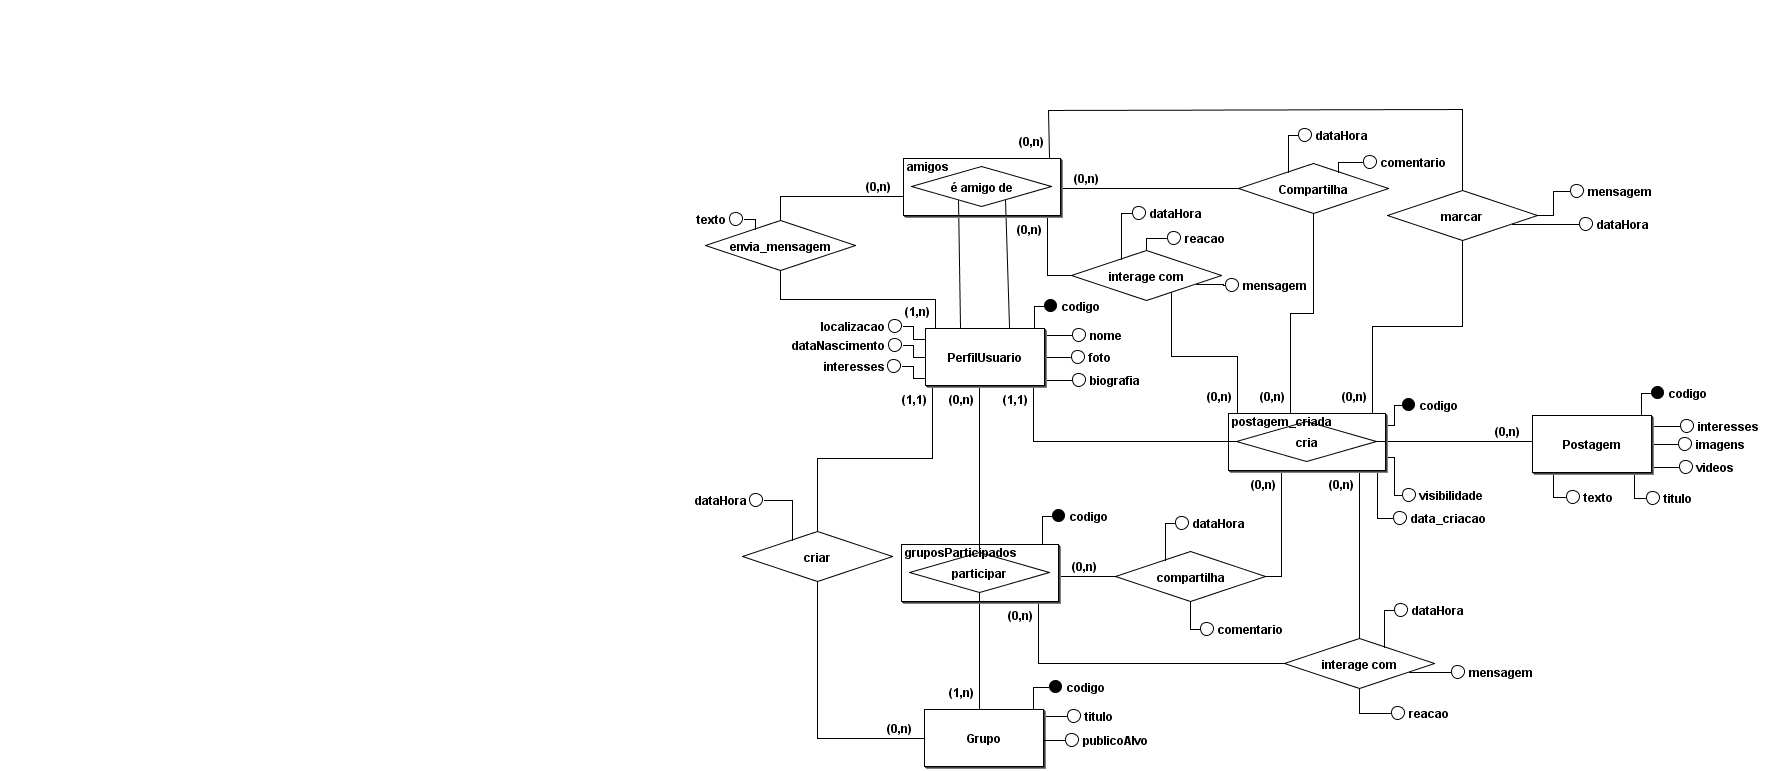 (0,n)
dataHora
comentario
amigos
é amigo de
(0,n)
(0,n)
Compartilha
mensagem
marcar
dataHora
texto
envia_mensagem
(0,n)
dataHora
reacao
interage com
mensagem
(1,n)
codigo
localizacao
dataNascimento
interesses
PerfilUsuario
nome
foto
biografia
(1,1)
(0,n)
(1,1)
(0,n)
(0,n)
(0,n)
codigo
postagem_criada
cria
(0,n)
codigo
Postagem
interesses
imagens
videos
texto
titulo
(0,n)
(0,n)
visibilidade
data_criacao
dataHora
criar
codigo
gruposParticipados
participar
(0,n)
dataHora
compartilha
comentario
(0,n)
dataHora
interage com
mensagem
reacao
(1,n)
codigo
(0,n)
Grupo
titulo
publicoAlvo